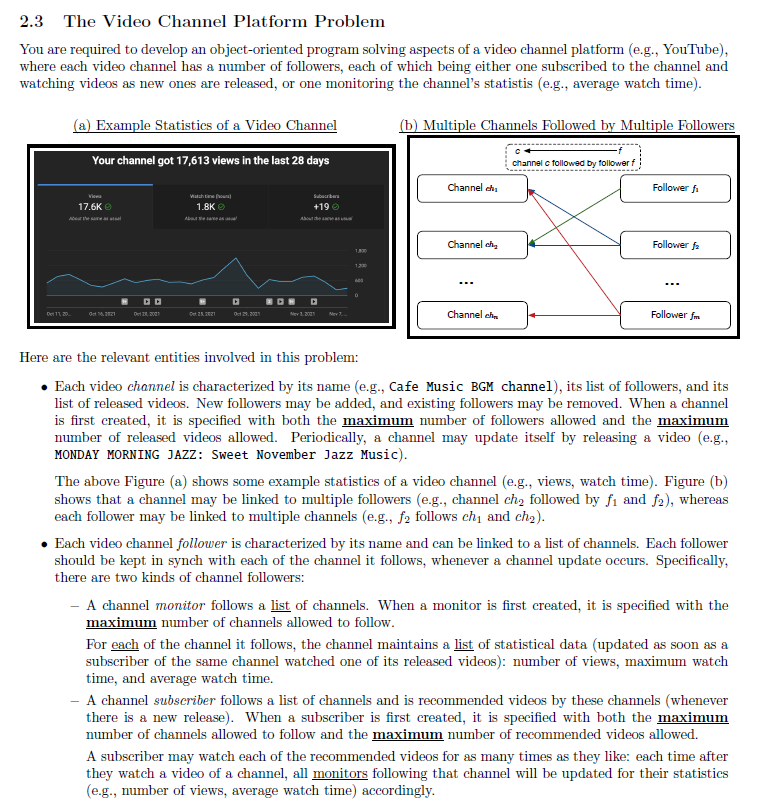 2.3 The Video Channel Platform Problem
You are required to develop an object-oriented program solving aspects of a video channel platform (e.g., YouTube),
where each video channel has a number of followers, each of which being either one subscribed to the channel and
watching videos as new ones are released, or one monitoring the channel's statistis (e.g., average watch time).
(a) Example Statistics of a Video Channel
(b) Multiple Channels Followed by Multiple Followers
Your channel got 17,613 views in the last 28 days
Views
17.6K
About the same as usual
Watch time (hours)
1.8K
About the same as usual
Subscribers
+19
About the same as usual
1,800
1,200
600
0
Oct 11, 20...
Oct 16, 2021
Oct 20, 2021
Oct 25, 2021
Oct 29, 2021
Nov 3, 2021
Nov 7, ...
c f
channel c followed by follower f
Channel ch₁
Follower f₁
Channel ch₂
Follower f₂
...
...
Channel chₙ
Follower fₘ
Here are the relevant entities involved in this problem:
• Each video channel is characterized by its name (e.g., Cafe Music BGM channel), its list of followers, and its
list of released videos. New followers may be added, and existing followers may be removed. When a channel
is first created, it is specified with both the maximum number of followers allowed and the maximum
number of released videos allowed. Periodically, a channel may update itself by releasing a video (e.g.,
MONDAY MORNING JAZZ: Sweet November Jazz Music).
The above Figure (a) shows some example statistics of a video channel (e.g., views, watch time). Figure (b)
shows that a channel may be linked to multiple followers (e.g., channel ch₂ followed by f₁ and f₂), whereas
each follower may be linked to multiple channels (e.g., f₂ follows ch₁ and ch₂).
• Each video channel follower is characterized by its name and can be linked to a list of channels. Each follower
should be kept in synch with each of the channel it follows, whenever a channel update occurs. Specifically,
there are two kinds of channel followers:
– A channel monitor follows a list of channels. When a monitor is first created, it is specified with the
maximum number of channels allowed to follow.
For each of the channel it follows, the channel maintains a list of statistical data (updated as soon as a
subscriber of the same channel watched one of its released videos): number of views, maximum watch
time, and average watch time.
– A channel subscriber follows a list of channels and is recommended videos by these channels (whenever
there is a new release). When a subscriber is first created, it is specified with both the maximum
number of channels allowed to follow and the maximum number of recommended videos allowed.
A subscriber may watch each of the recommended videos for as many times as they like: each time after
they watch a video of a channel, all monitors following that channel will be updated for their statistics
(e.g., number of views, average watch time) accordingly.